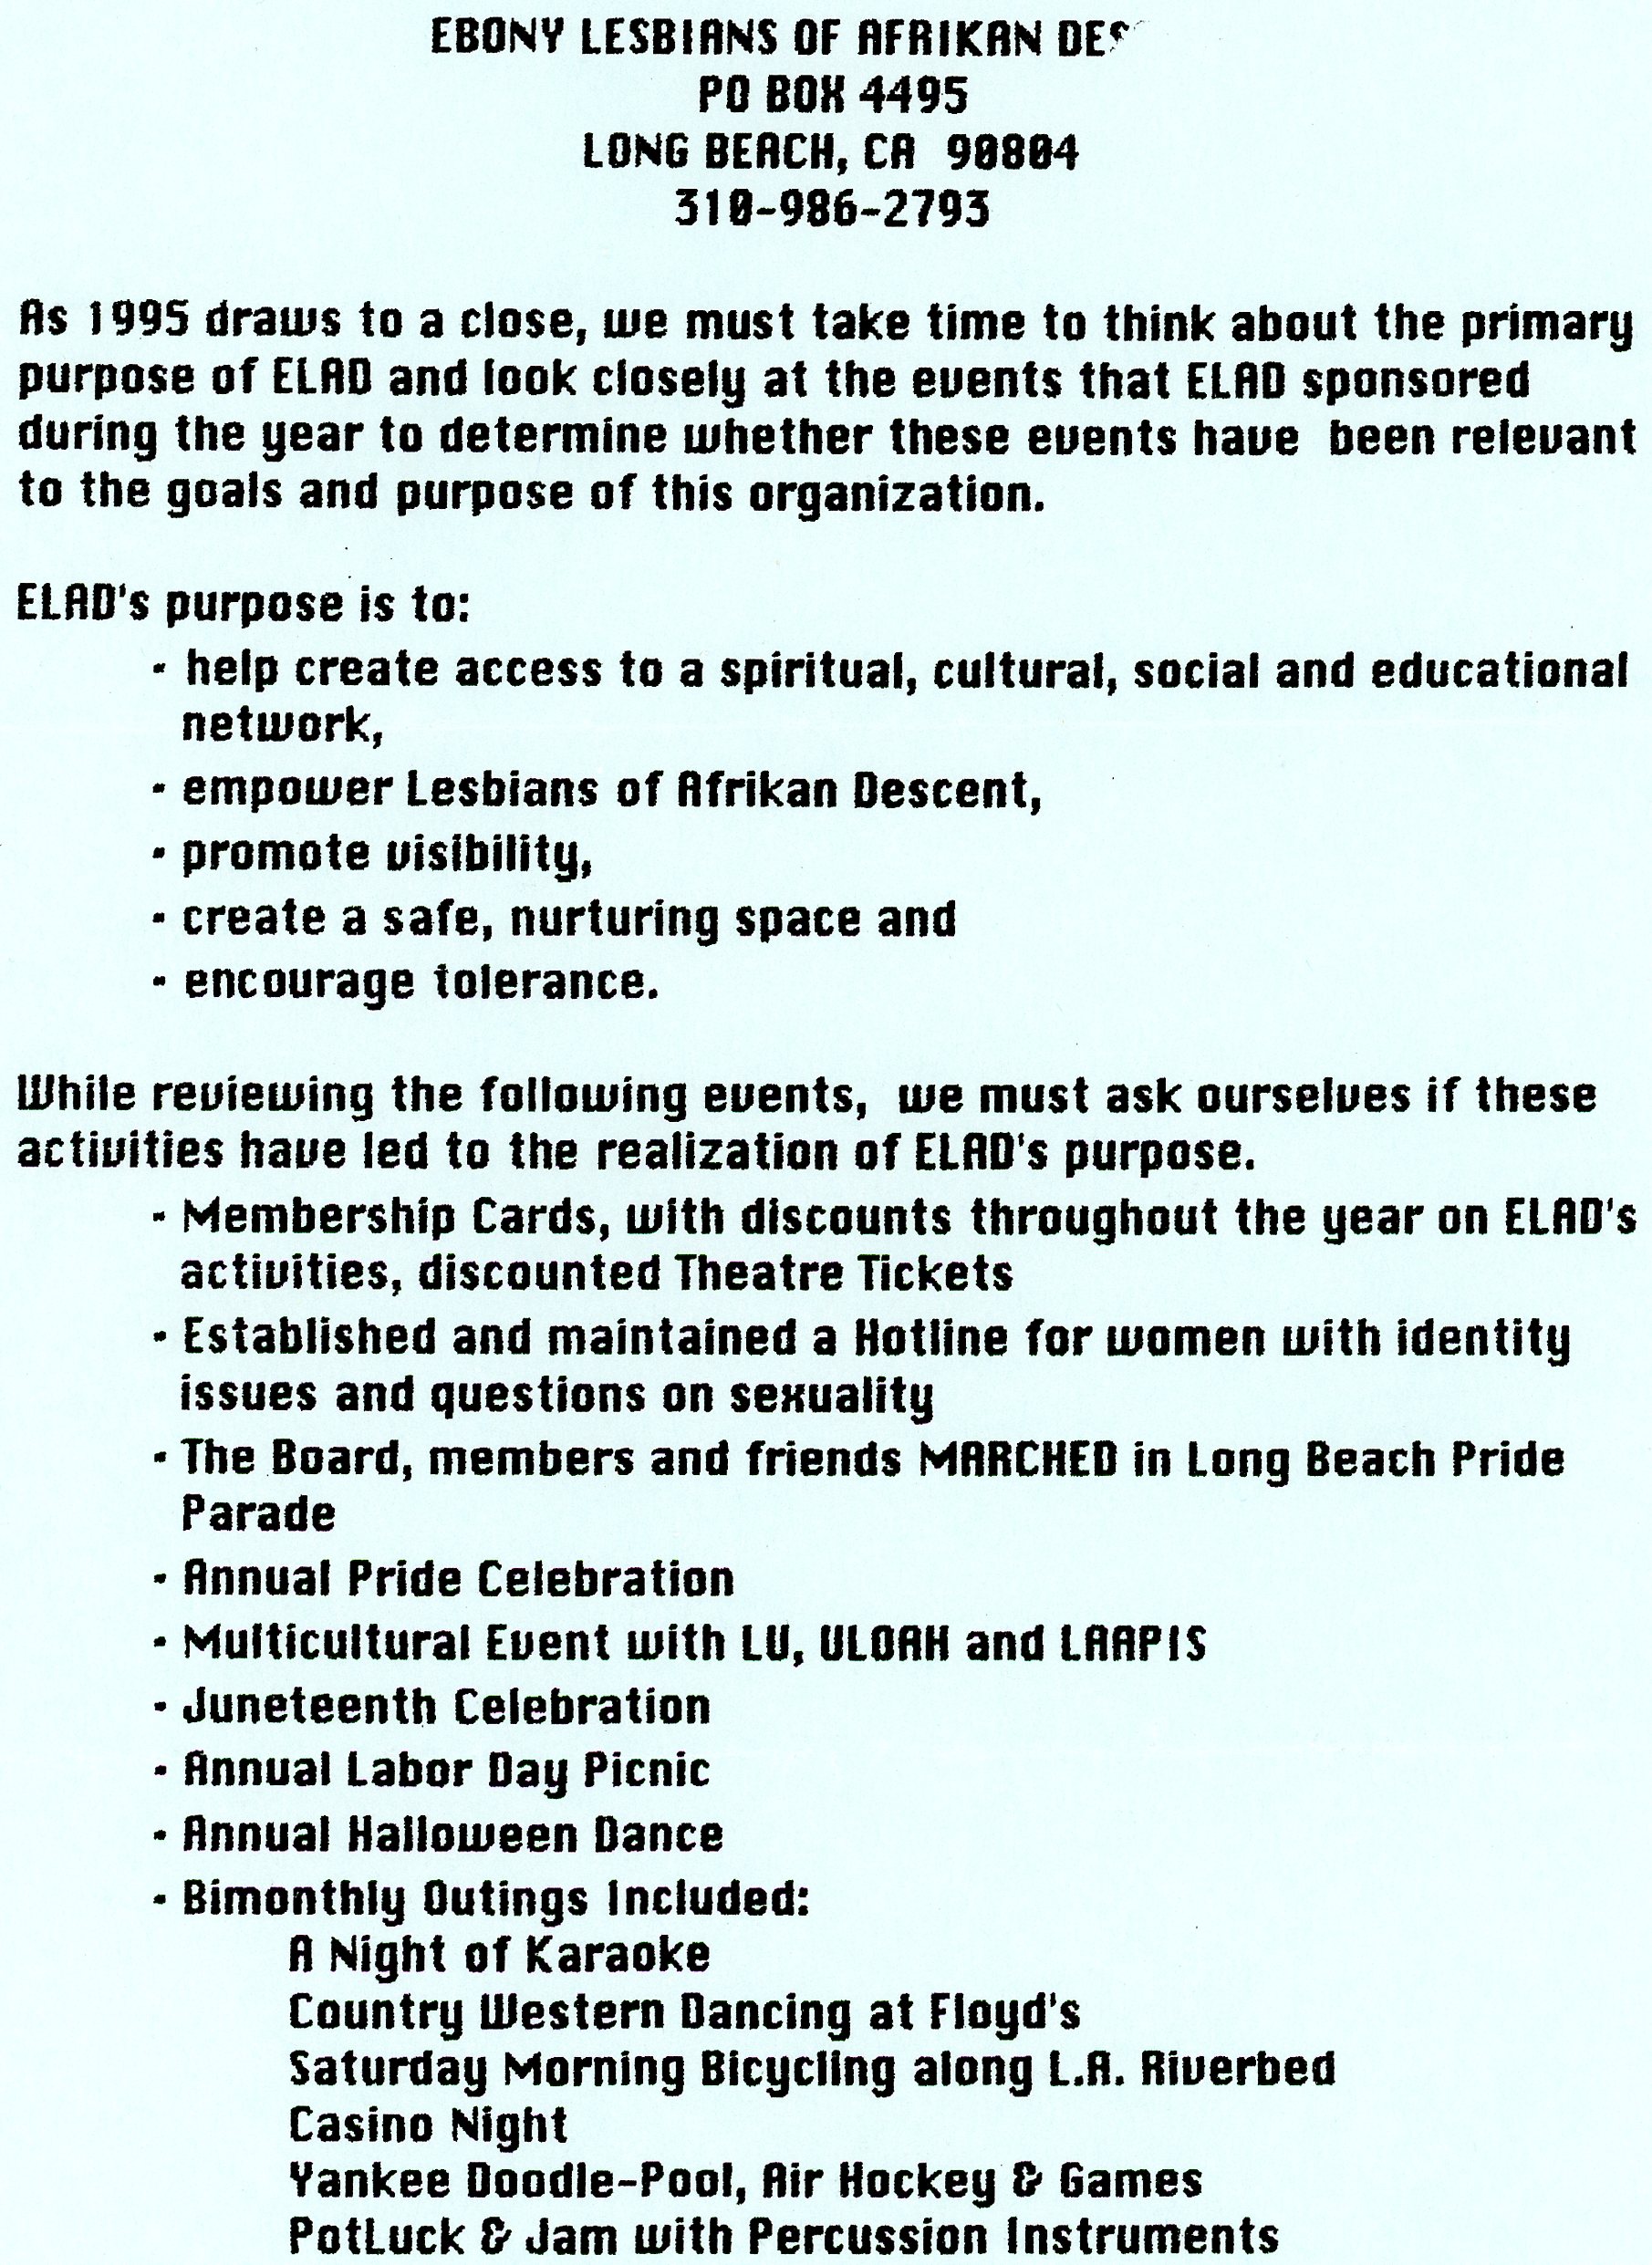 EBONY LESBIANS OF AFRIKAN
PO BOX 4495
LONG BEACH, CA 90804
310-986-2793
As 1995 draws to a close, we must take time to think about the primary
purpose of ELAD and look closely at the events that ELAD sponsored
during the year to determine whether these events have been relevant
to the goals and purpose of this organization.
ELAD's purpose is to:
- help create access to a spiritual, cultural, social and educational
network,
- empower Lesbians of Afrikan Descent,
- promote visibility,
- create a safe, nurturing space and
- encourage tolerance.
While reviewing the following events, we must ask ourselves if these
activities have led to the realization of ELAD's purpose.
- Membership Cards, with discounts throughout the year on ELAD's
activities, discounted Theatre Tickets
- Established and maintained a Hotline for women with identity
issues and questions on sexuality
- The Board, members and friends MARCHED in Long Beach Pride
Parade
- Annual Pride Celebration
- Multicultural Event with LU, ULOAH and LAAPIS
- Juneteenth Celebration
- Annual Labor Day Picnic
- Annual Halloween Dance
- Bimonthly Outings Included:
A Night of Karaoke
Country Western Dancing at Floyd's
Saturday Morning Bicycling along L.A. Riverbed
Casino Night
Yankee Doodle-Pool, Air Hockey & Games
PotLuck & Jam with Percussion Instruments